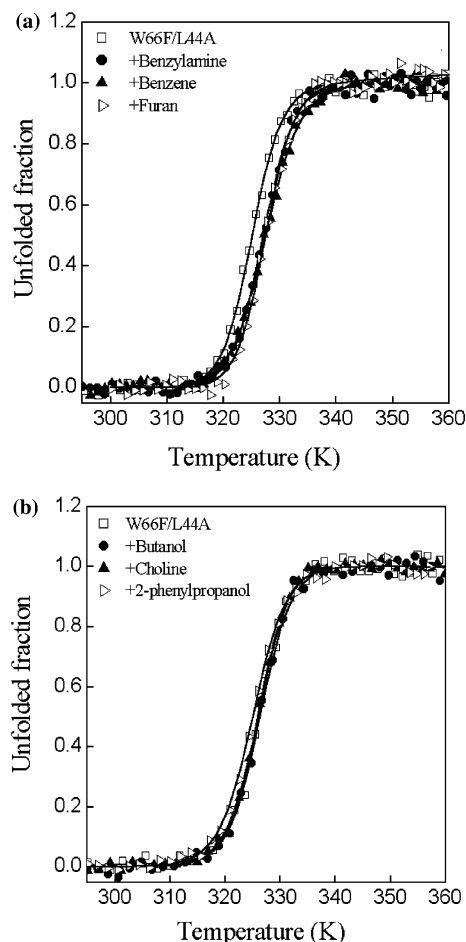 (a)
1.2
1.0
0.8
0.6
0.4
0.2
0.0
Unfolded fraction
W66F/L44A
+Benzylamine
+Benzene
+Furan
300 310 320 330 340 350 360
Temperature (K)
(b)
1.2
1.0
0.8
0.6
0.4
0.2
0.0
Unfolded fraction
W66F/L44A
+Butanol
+Choline
+2-phenylpropanol
300 310 320 330 340 350 360
Temperature (K)